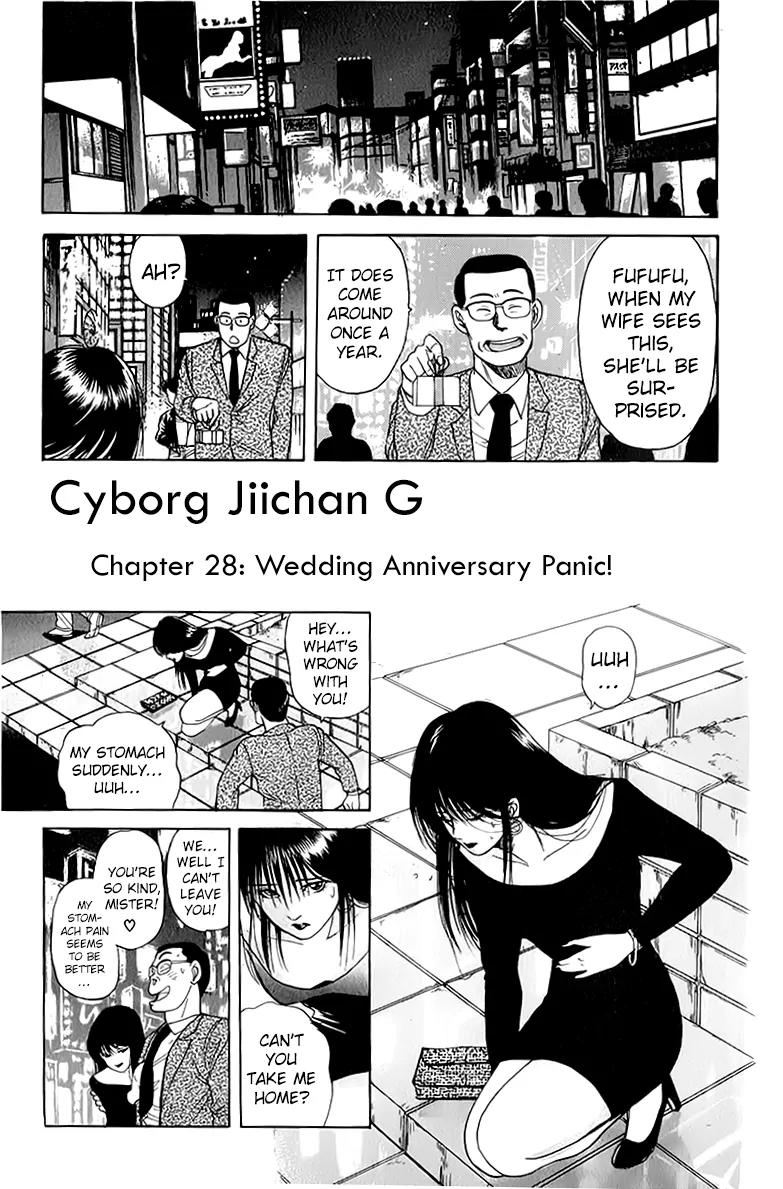 アスオ
FUFUFU,
WHEN MY
WIFE SEES
THIS,
SHE'LL BE
SUR-
PRISED.
IT DOES
COME
AROUND
ONCE A
YEAR.
AH?
Cyborg Jiichan G
Chapter 28: Wedding Anniversary Panic!
UUH
...
HEY...
WHAT'S
WRONG
WITH
YOU!
MY STOMACH
SUDDENLY...
UUH...
CAN'T
YOU
TAKE ME
HOME?
WE...
WELL I
CAN'T
LEAVE
YOU!
YOU'RE
SO KIND,
MISTER!
♡
MY
STOM-
ACH PAIN
SEEMS
TO BE
BETTER
...